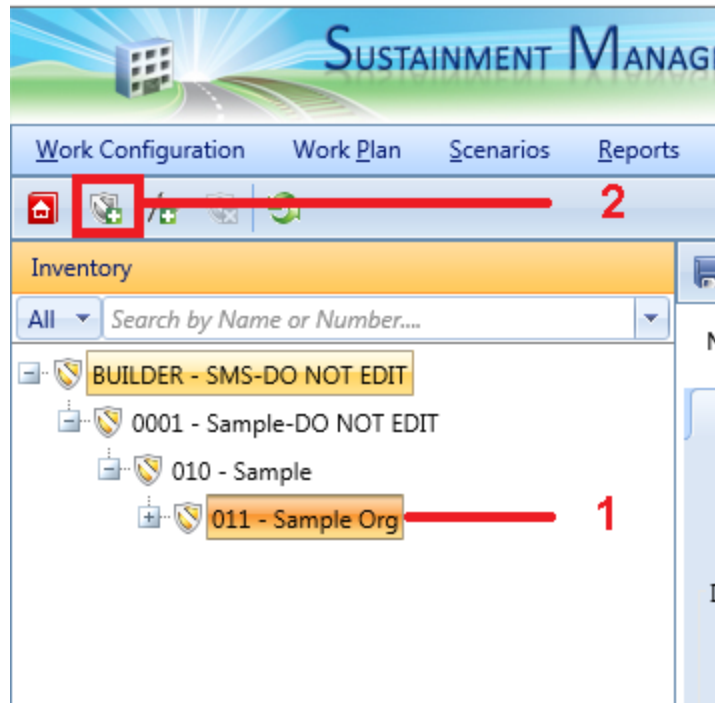 SUSTAINMENT MANAG
Work Configuration Work Plan Scenarios Reports
2
Inventory
All Search by Name or Number....
BUILDER - SMS-DO NOT EDIT
0001 - Sample-DO NOT EDIT
010 - Sample
011 - Sample Org 1